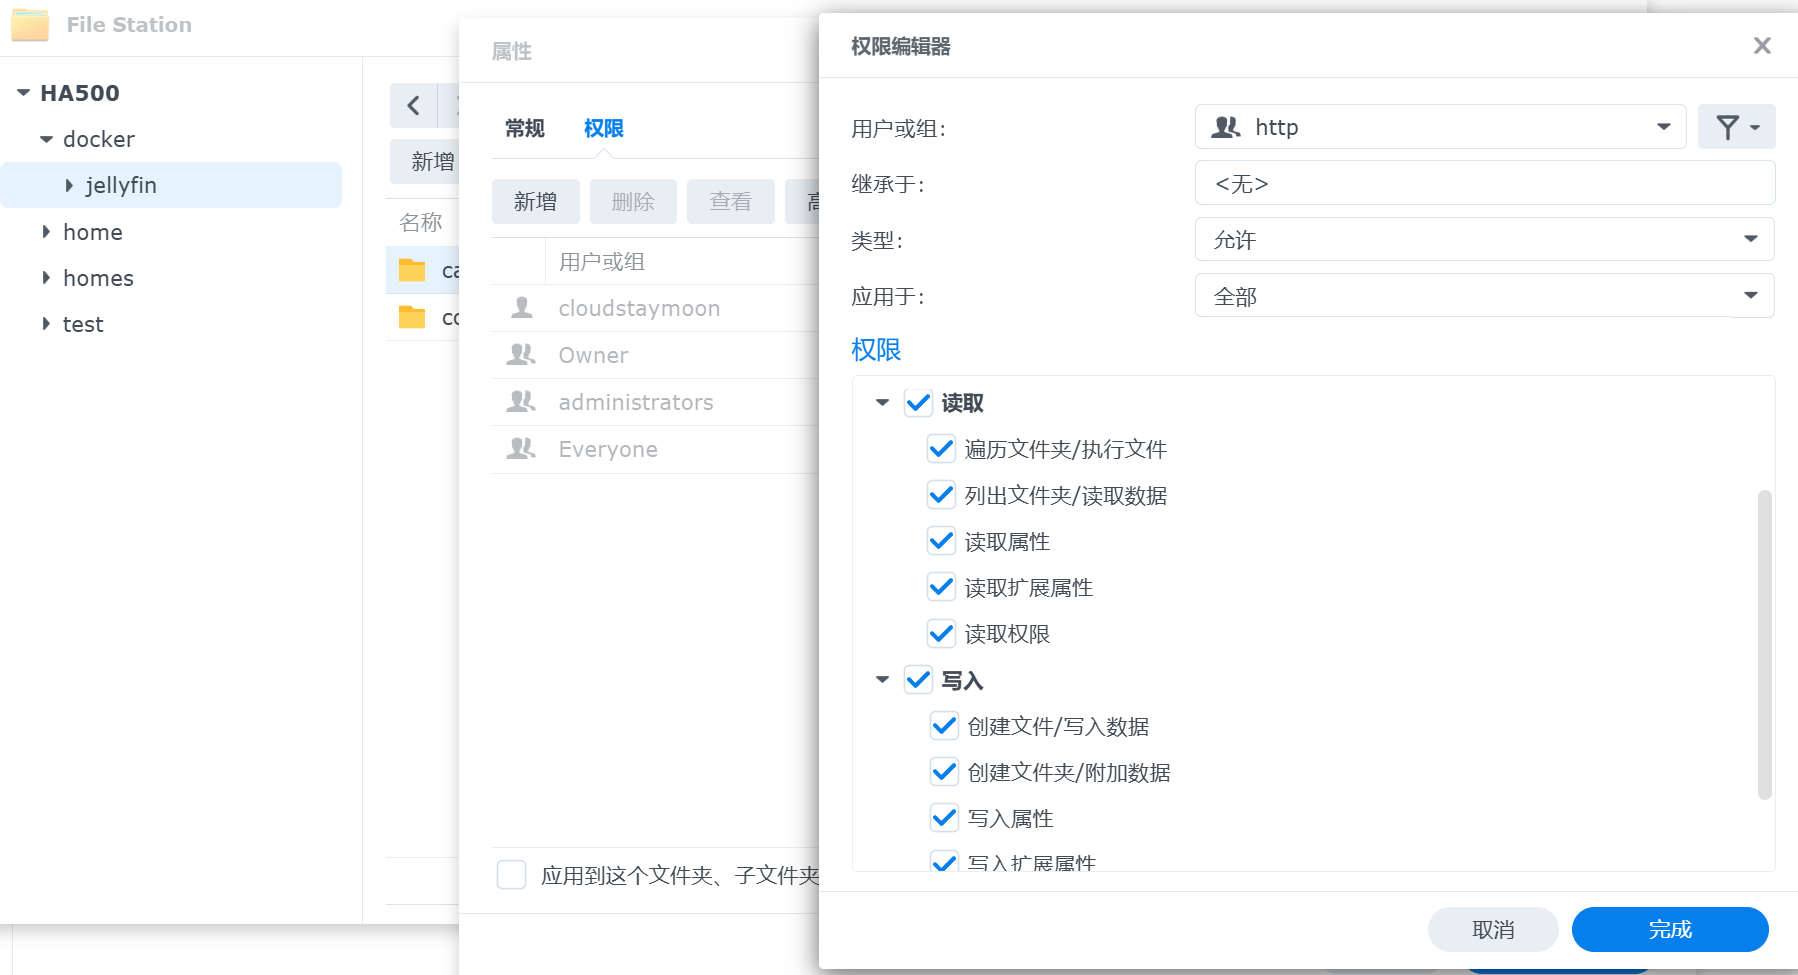 File Station
HA500
docker
jellyfin
home
homes
test
新增
名称
属性
常规
权限
新增
删除
查看
用户或组
cloudstaymoon
Owner
administrators
Everyone
应用到这个文件夹、子文件夹
权限编辑器
用户或组:
http
继承于:
<无>
类型:
允许
应用于:
全部
权限
读取
遍历文件夹/执行文件
列出文件夹/读取数据
读取属性
读取扩展属性
读取权限
写入
创建文件/写入数据
创建文件夹/附加数据
写入属性
写入扩展属性
取消
完成